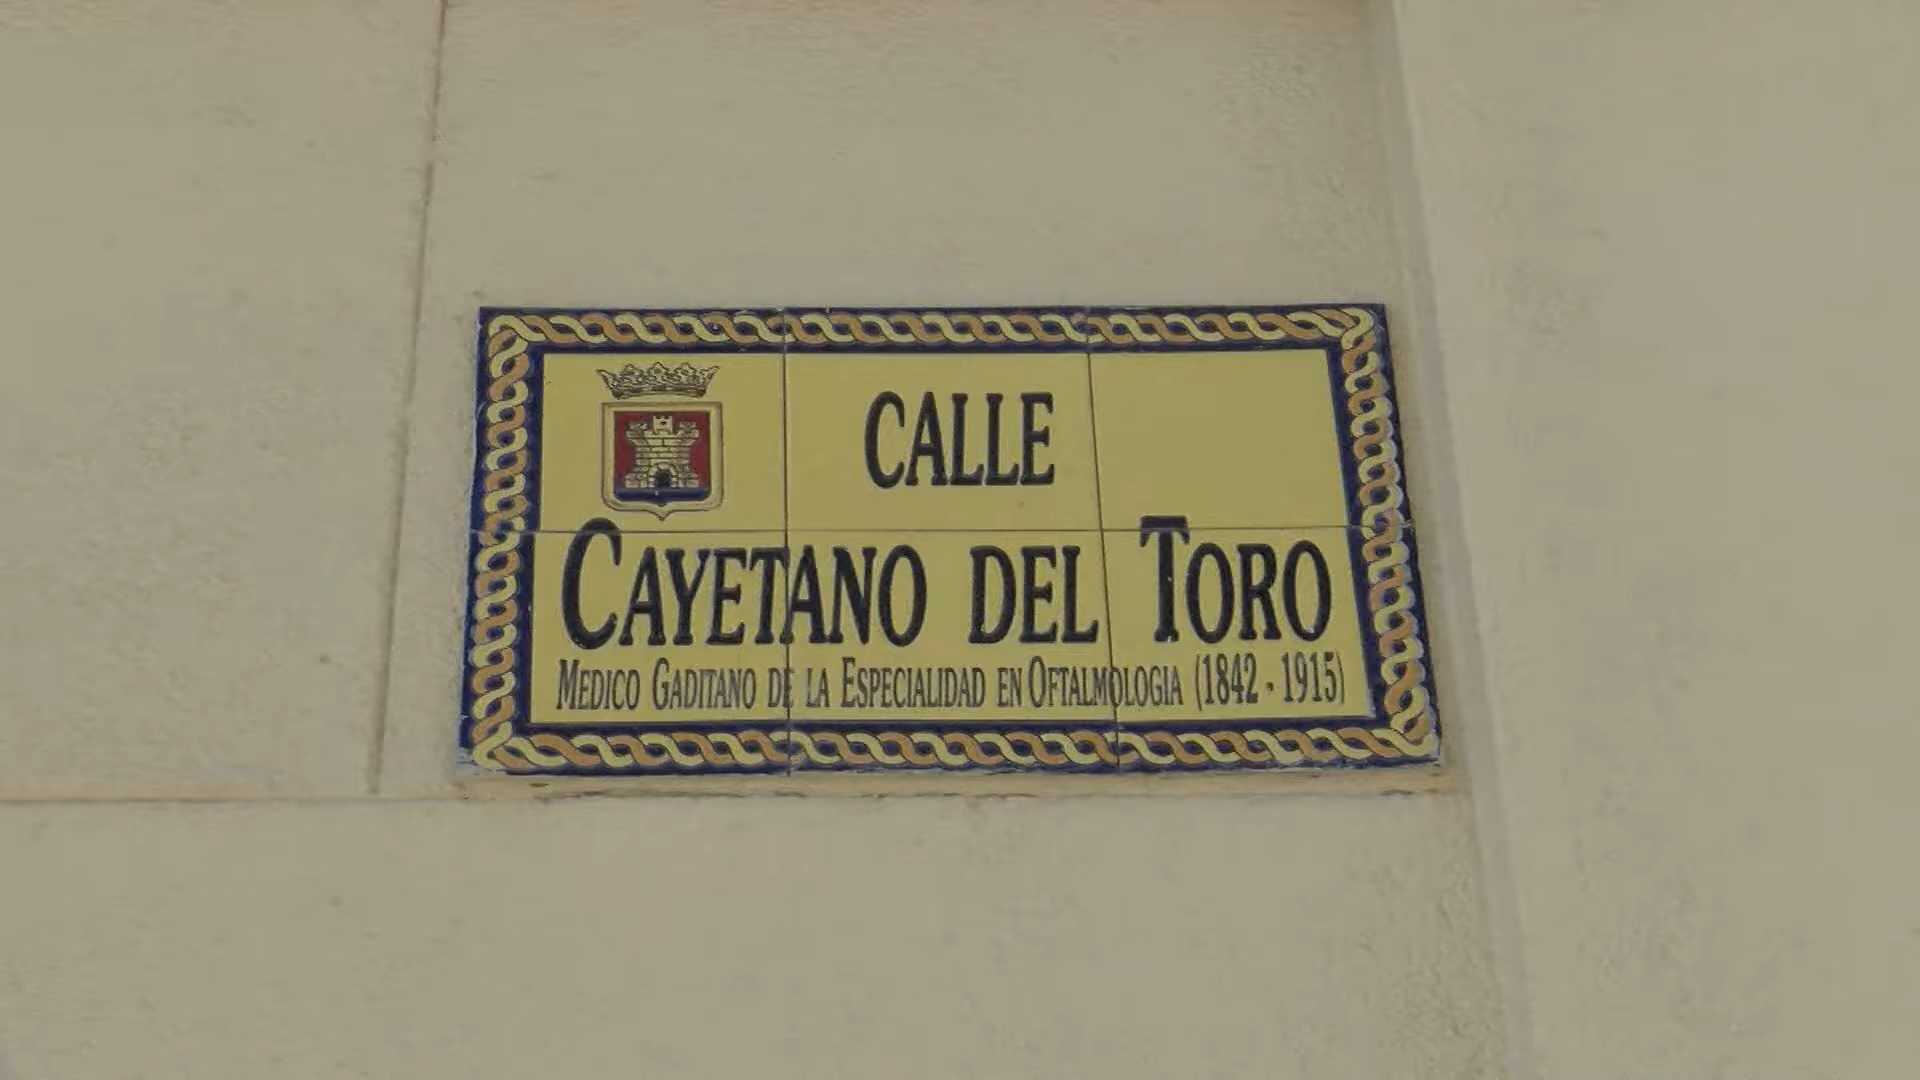 CALLE
CAYETANO DEL TORO
MEDICO GADITANO DE LA ESPECIALIDAD EN OFTALMOLOGIA (1842 - 1915)